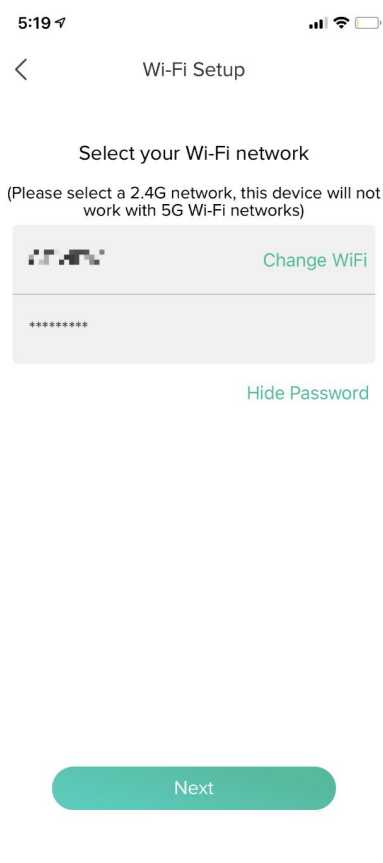 5:19
Wi-Fi Setup
Select your Wi-Fi network
(Please select a 2.4G network, this device will not
work with 5G Wi-Fi networks)
Change WiFi
*********
Hide Password
Next